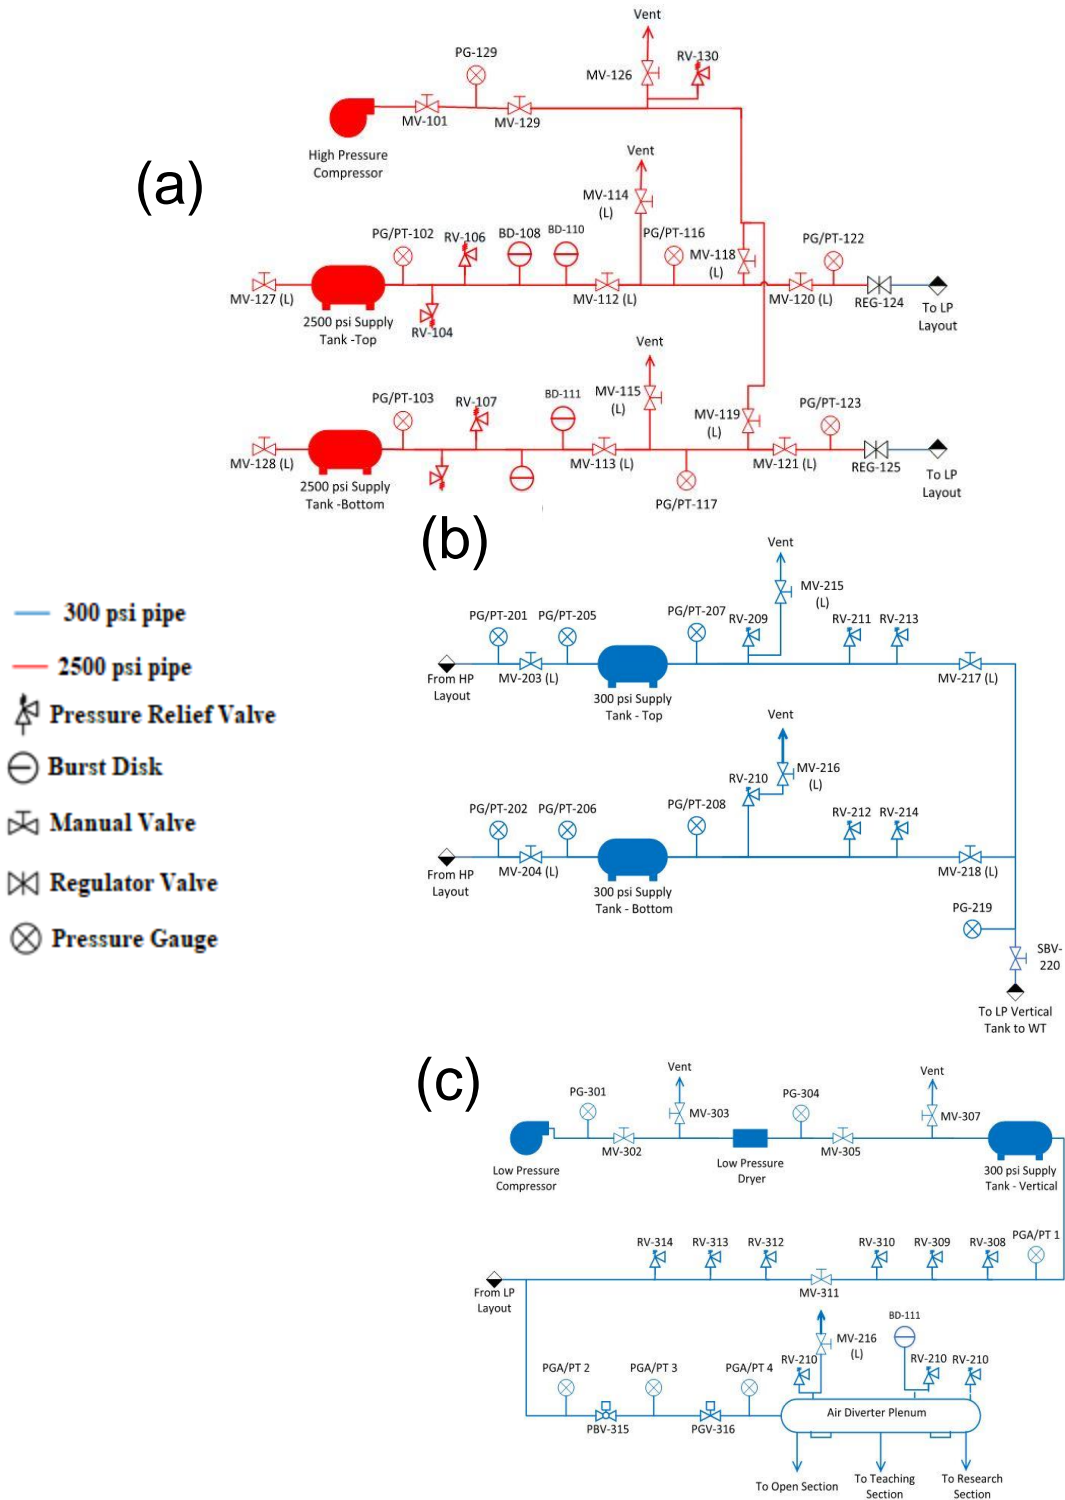 (a)
Vent
PG-129
RV-130
MV-126
MV-101
MV-129
High Pressure
Compressor
Vent
MV-114
(L)
PG/PT-102
RV-106
BD-108
BD-110
PG/PT-116
MV-118
(L)
PG/PT-122
MV-127 (L)
MV-112 (L)
MV-120 (L)
REG-124
2500 psi Supply
Tank -Top
RV-104
To LP
Layout
Vent
PG/PT-103
RV-107
BD-111
MV-115
(L)
MV-119
(L)
PG/PT-123
MV-128 (L)
MV-113 (L)
MV-121 (L)
REG-125
2500 psi Supply
Tank -Bottom
PG/PT-117
To LP
Layout
(b)
Vent
MV-215
(L)
PG/PT-201
PG/PT-205
PG/PT-207
RV-209
RV-211
RV-213
From HP
Layout
MV-203 (L)
300 psi Supply
Tank - Top
MV-217 (L)
Vent
MV-216
(L)
RV-210
PG/PT-202
PG/PT-206
PG/PT-208
RV-212
RV-214
From HP
Layout
MV-204 (L)
300 psi Supply
Tank - Bottom
MV-218 (L)
PG-219
SBV-
220
To LP Vertical
Tank to WT
300 psi pipe
2500 psi pipe
Pressure Relief Valve
Burst Disk
Manual Valve
Regulator Valve
Pressure Gauge
(c)
Vent
PG-301
MV-303
PG-304
Vent
MV-307
MV-302
MV-305
Low Pressure
Compressor
Low Pressure
Dryer
300 psi Supply
Tank - Vertical
RV-314
RV-313
RV-312
RV-310
RV-309
RV-308
PGA/PT 1
MV-311
From LP
Layout
BD-111
MV-216
(L)
PGA/PT 2
PGA/PT 3
PGA/PT 4
RV-210
RV-210
RV-210
PBV-315
PGV-316
Air Diverter Plenum
To Open Section
To Teaching
Section
To Research
Section